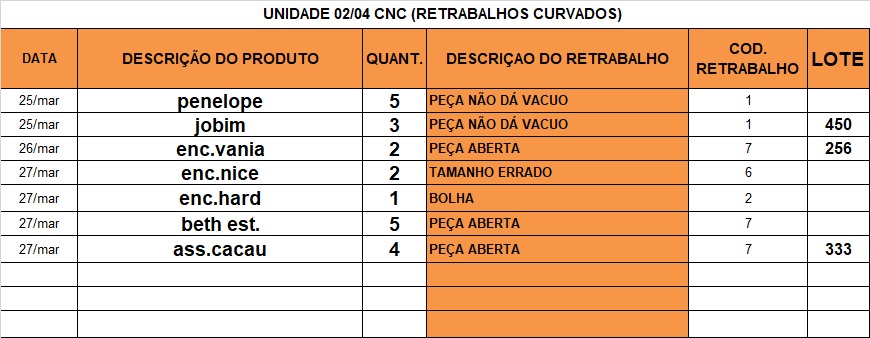 UNIDADE 02/04 CNC (RETRABALHOS CURVADOS)
DATA DESCRIÇÃO DO PRODUTO QUANT. DESCRIÇAO DO RETRABALHO COD. RETRABALHO LOTE
25/mar penelope 5 PEÇA NÃO DÁ VACUO 1
25/mar jobim 3 PEÇA NÃO DÁ VACUO 1 450
26/mar enc.vania 2 PEÇA ABERTA 7 256
27/mar enc.nice 2 TAMANHO ERRADO 6
27/mar enc.hard 1 BOLHA 2
27/mar beth est. 5 PEÇA ABERTA 7
27/mar ass.cacau 4 PEÇA ABERTA 7 333